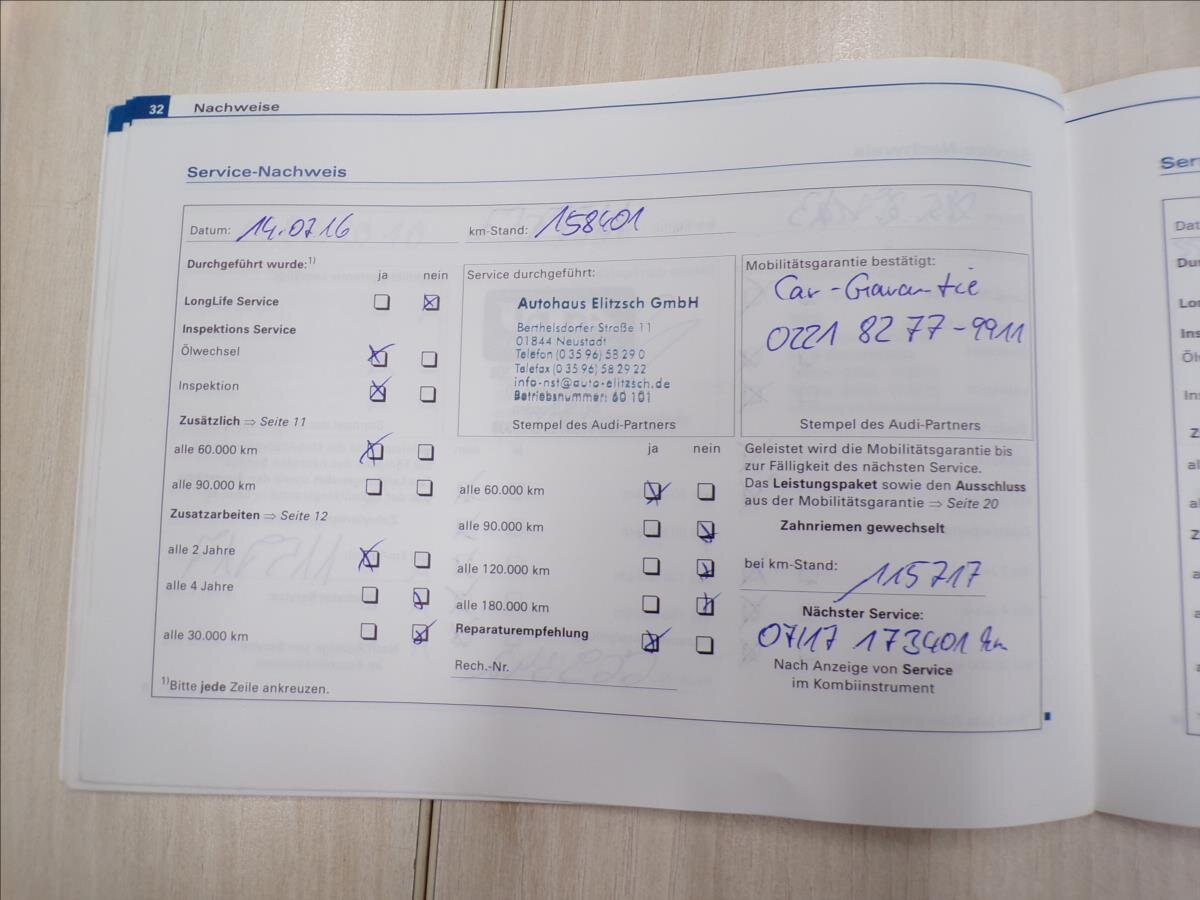 32 Nachweise
Service-Nachweis
Datum: 14.07.16 km-Stand: 158401
Durchgeführt wurde:1)
ja nein
LongLife Service
Inspektions Service
Ölwechsel
Inspektion
Zusätzlich ⇒ Seite 11
alle 60.000 km
alle 90.000 km
Zusatzarbeiten ⇒ Seite 12
alle 2 Jahre
alle 4 Jahre
alle 30.000 km
1)Bitte jede Zeile ankreuzen.
Service durchgeführt:
Autohaus Elitzsch GmbH
Berthelsdorfer Straße 11
01844 Neustadt
Telefon (0 35 96) 58 29 0
Telefax (0 35 96) 58 29 22
info-nst@auto-elitzsch.de
Betriebsnummer: 60 101
Stempel des Audi-Partners
ja nein
alle 60.000 km
alle 90.000 km
alle 120.000 km
alle 180.000 km
Reparaturempfehlung
Rech.-Nr.
Mobilitätsgarantie bestätigt:
Car-Garantie
0221 82 77-9911
Stempel des Audi-Partners
Geleistet wird die Mobilitätsgarantie bis
zur Fälligkeit des nächsten Service.
Das Leistungspaket sowie den Ausschluss
aus der Mobilitätsgarantie ⇒ Seite 20
Zahnriemen gewechselt
bei km-Stand: 115717
Nächster Service:
07/17 173401 km
Nach Anzeige von Service
im Kombiinstrument